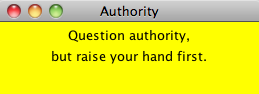 Authority
Question authority,
but raise your hand first.